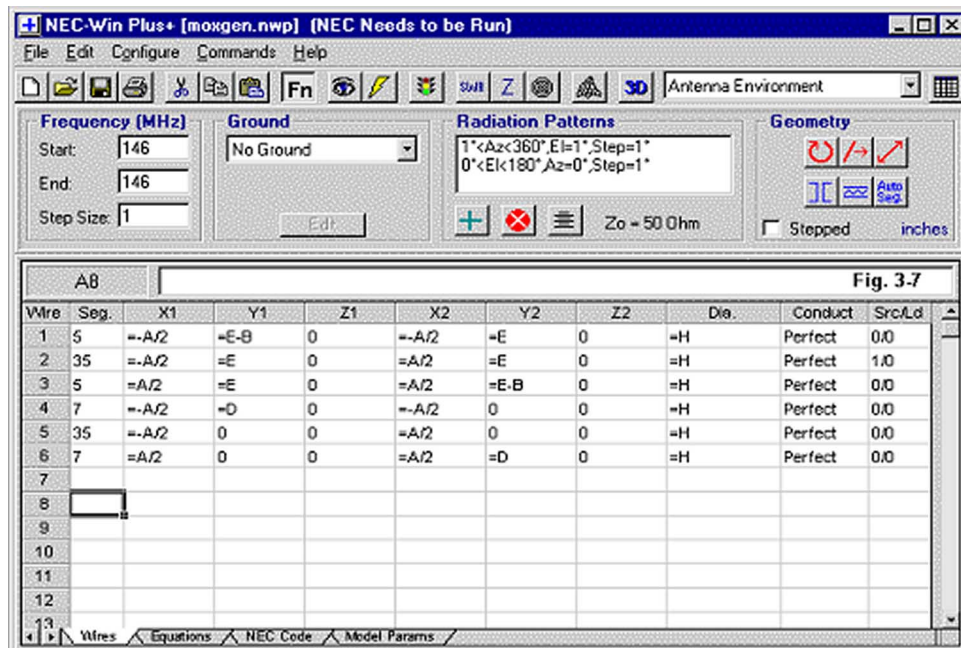 NEC-Win Plus+ [moxgen.nwp] (NEC Needs to be Run)
File Edit Configure Commands Help
Fn SWR Z 3D Antenna Environment
Frequency (MHz) Ground Radiation Patterns Geometry
Start: 146 No Ground 1°<Az<360°,El=1°,Step=1°
0°<El<180°,Az=0°,Step=1°
End: 146
Auto Seg.
Step Size: 1 Edit Zo = 50 Ohm Stepped inches
A8 Fig. 3-7
Wire Seg. X1 Y1 Z1 X2 Y2 Z2 Dia. Conduct Src/Ld
1 5 =-A/2 =E-B 0 =-A/2 =E 0 =H Perfect 0/0
2 35 =-A/2 =E 0 =A/2 =E 0 =H Perfect 1/0
3 5 =A/2 =E 0 =A/2 =E-B 0 =H Perfect 0/0
4 7 =-A/2 =D 0 =-A/2 0 0 =H Perfect 0/0
5 35 =-A/2 0 0 =A/2 0 0 =H Perfect 0/0
6 7 =A/2 0 0 =A/2 =D 0 =H Perfect 0/0
7
8
9
10
11
12
13
Wires Equations NEC Code Model Params